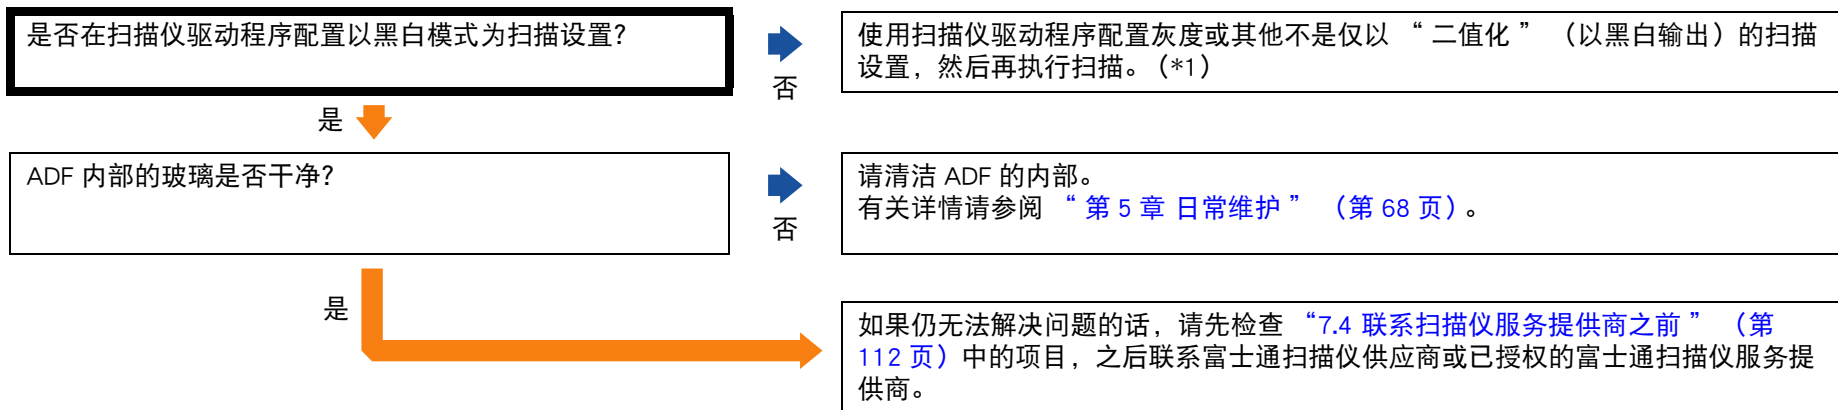 是否在扫描仪驱动程序配置以黑白模式为扫描设置?
否
使用扫描仪驱动程序配置灰度或其他不是仅以 “ 二值化 ” （以黑白输出）的扫描
设置，然后再执行扫描。（*1）
是
ADF 内部的玻璃是否干净?
否
请清洁 ADF 的内部。
有关详情请参阅 “ 第 5 章 日常维护 ” （第 68 页）。
是
如果仍无法解决问题的话，请先检查 “7.4 联系扫描仪服务提供商之前 ” （第
112 页）中的项目，之后联系富士通扫描仪供应商或已授权的富士通扫描仪服务提
供商。